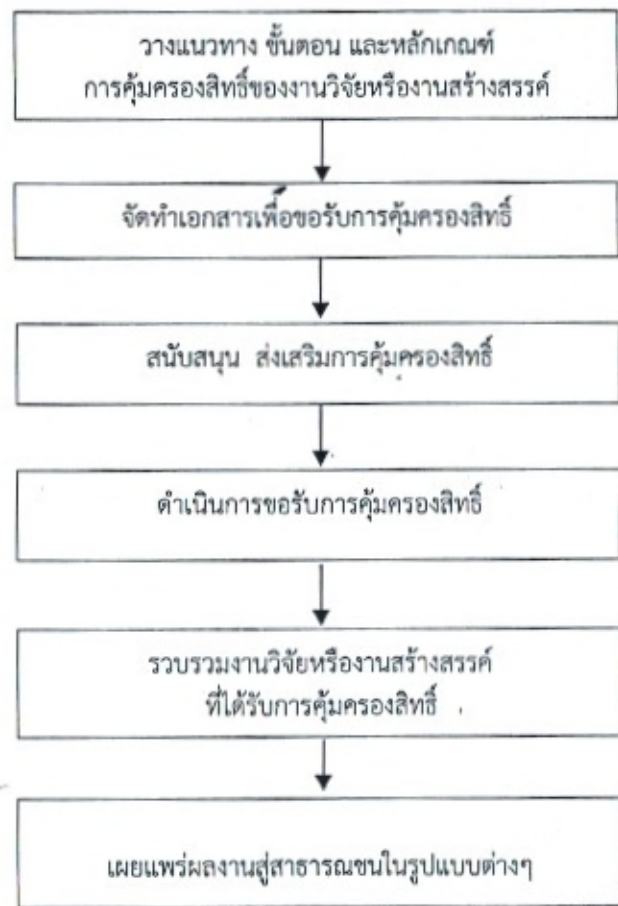 วางแนวทาง ขั้นตอน และหลักเกณฑ์
การคุ้มครองสิทธิ์ของงานวิจัยหรืองานสร้างสรรค์
จัดทำเอกสารเพื่อขอรับการคุ้มครองสิทธิ์
สนับสนุน ส่งเสริมการคุ้มครองสิทธิ์
ดำเนินการขอรับการคุ้มครองสิทธิ์
รวบรวมงานวิจัยหรืองานสร้างสรรค์
ที่ได้รับการคุ้มครองสิทธิ์
เผยแพร่ผลงานสู่สาธารณชนในรูปแบบต่างๆ